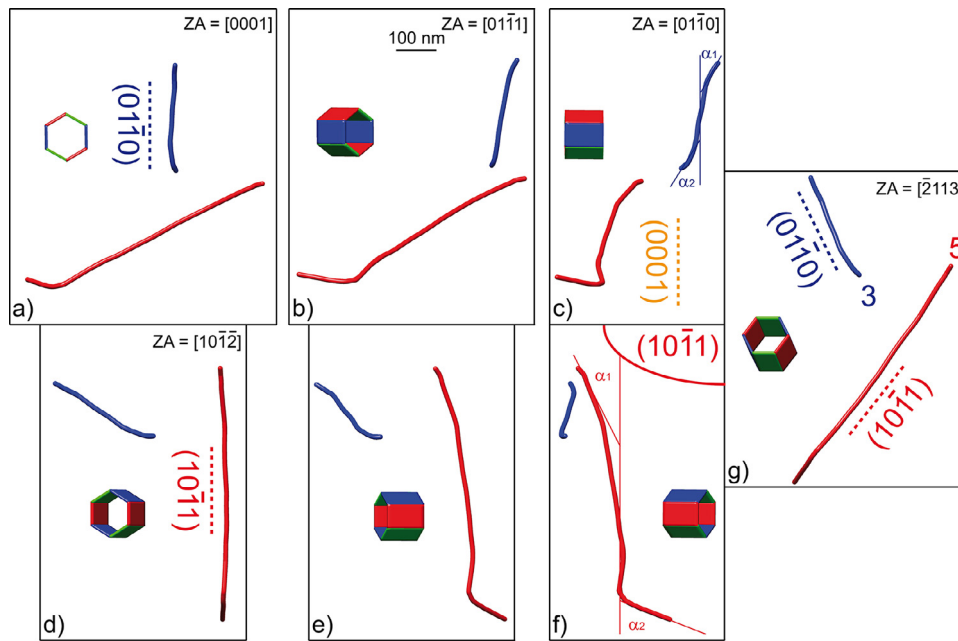 ZA = [0001]
(011̄0)
a)
ZA = [011̄1]
100 nm
b)
ZA = [011̄0]
α1
α2
(0001)
c)
ZA = [101̄2̄]
(101̄1)
d)
e)
(101̄1)
α1
α2
f)
ZA = [2̄113]
(011̄0)
3
5
(101̄1)
g)